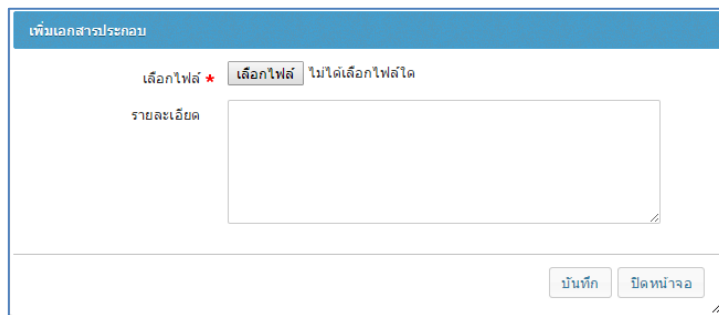 เพิ่มเอกสารประกอบ
เลือกไฟล์ * เลือกไฟล์ ไม่ได้เลือกไฟล์ใด
รายละเอียด
บันทึก ปิดหน้าจอ